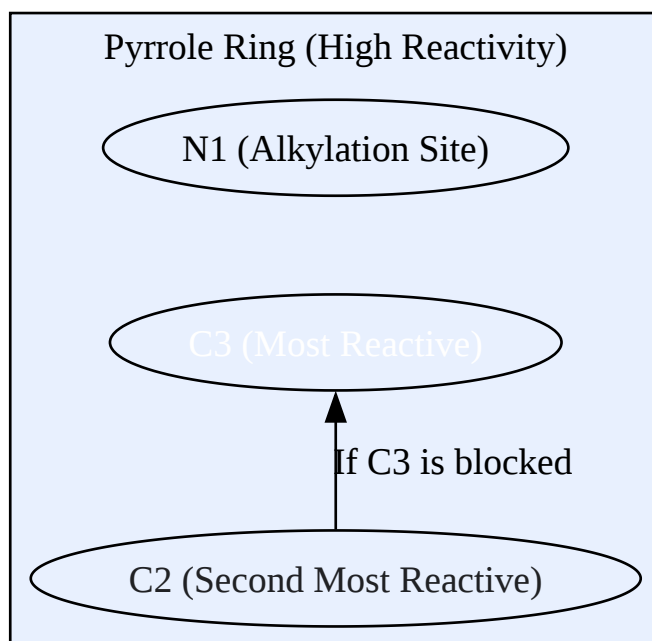 Pyrrole Ring (High Reactivity)
N1 (Alkylation Site)
C3 (Most Reactive)
If C3 is blocked
C2 (Second Most Reactive)